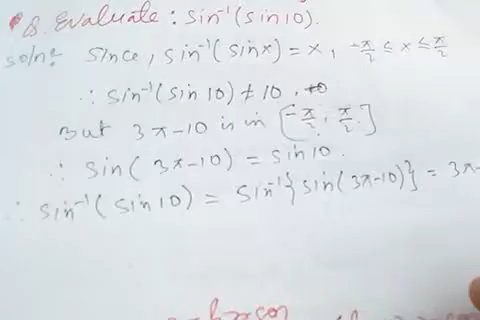 8. Evaluate : sin⁻¹(sin10).
Soln: Since, sin⁻¹(sinx) = x, -π/2 ≤ x ≤ π/2
∴ sin⁻¹(sin 10) ≠ 10.
But 3π-10 is in [-π/2, π/2]
∴ sin(3π-10) = sin10.
∴ sin⁻¹(sin10) = sin⁻¹{sin(3π-10)} = 3π-